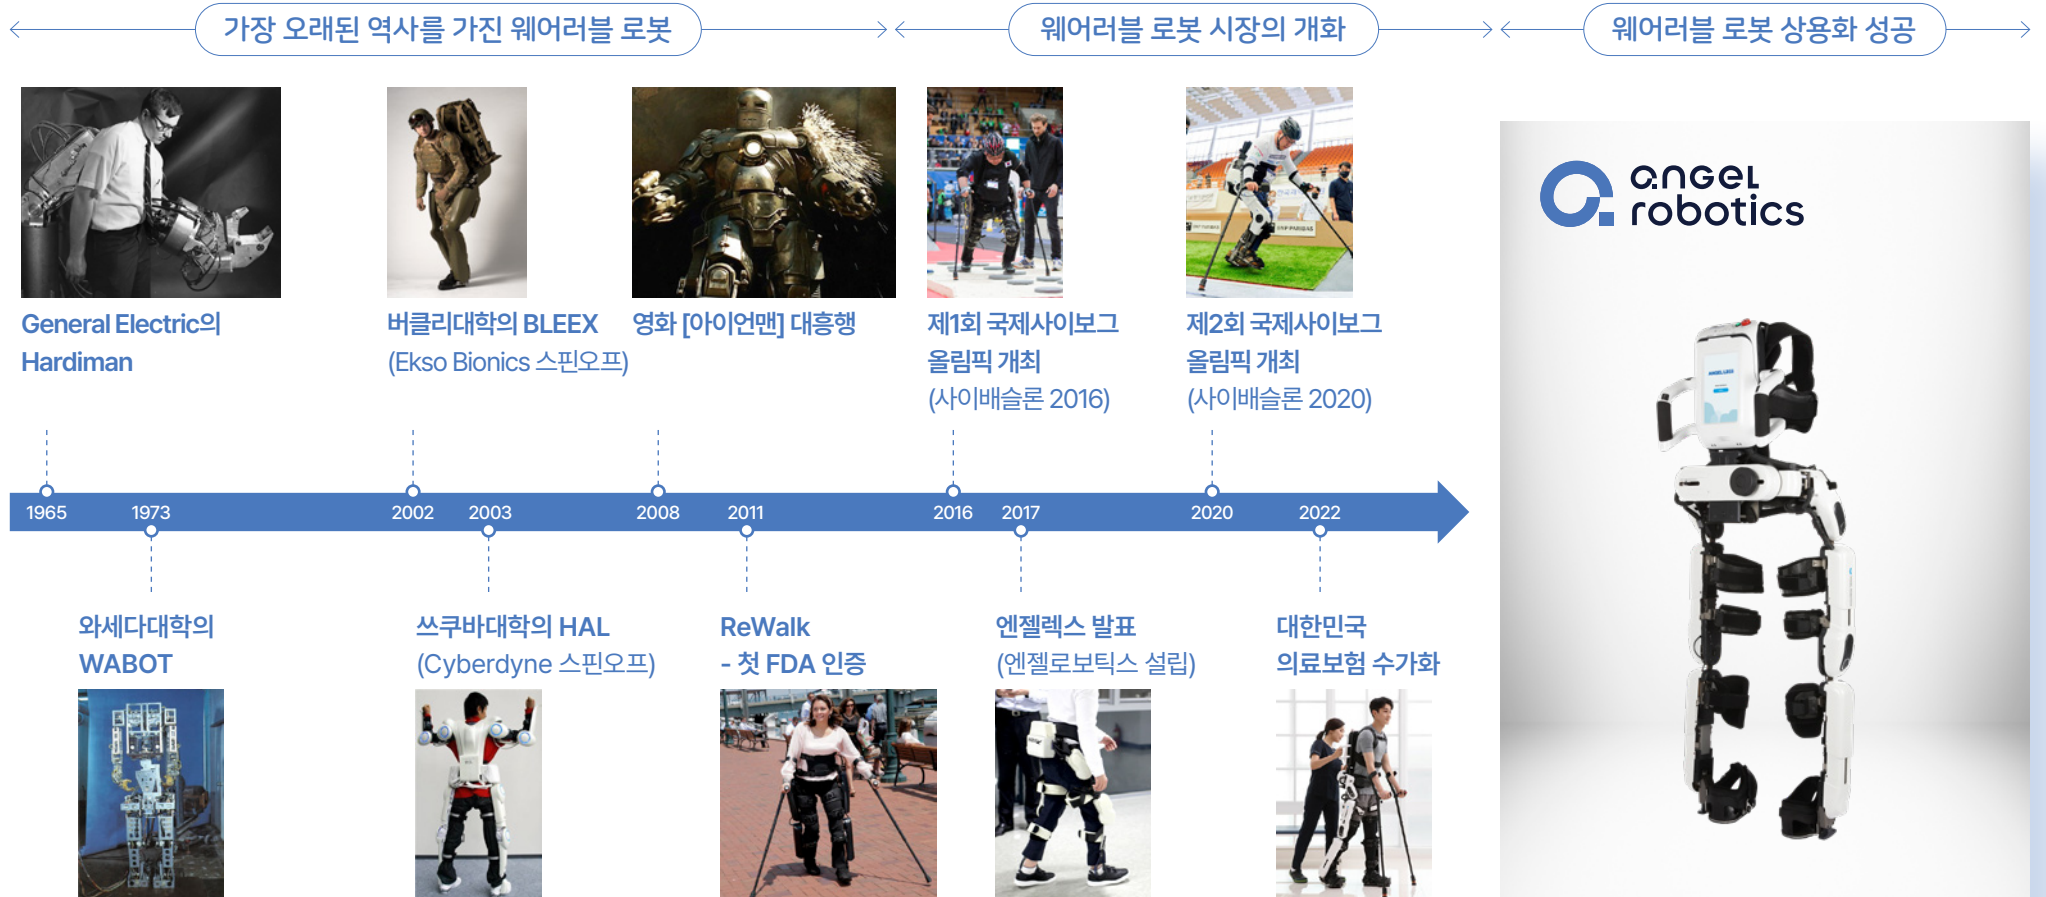 가장 오래된 역사를 가진 웨어러블 로봇
웨어러블 로봇 시장의 개화
웨어러블 로봇 상용화 성공
General Electric의
Hardiman
버클리대학의 BLEEX
(Ekso Bionics 스핀오프)
영화 [아이언맨] 대흥행
제1회 국제사이보그
올림픽 개최
(사이배슬론 2016)
제2회 국제사이보그
올림픽 개최
(사이배슬론 2020)
angel
robotics
1965
1973
2002
2003
2008
2011
2016
2017
2020
2022
와세다대학의
WABOT
쓰쿠바대학의 HAL
(Cyberdyne 스핀오프)
ReWalk
- 첫 FDA 인증
엔젤렉스 발표
(엔젤로보틱스 설립)
대한민국
의료보험 수가화